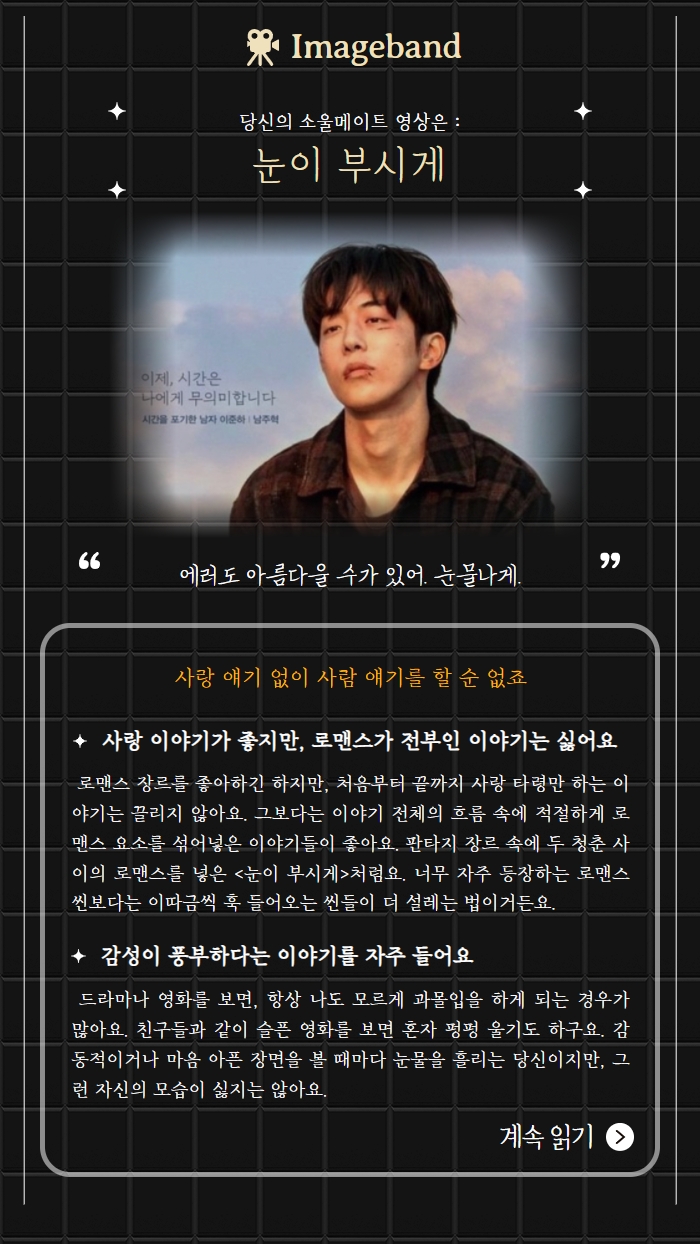 Imageband
당신의 소울메이트 영상은 :
눈이 부시게
이제, 시간은
나에게 무의미합니다
시간을 포기한 남자 이준하 | 남주혁
“ 에러도 아름다울 수가 있어. 눈물나게. ”
사랑 얘기 없이 사람 얘기를 할 순 없죠
사랑 이야기가 좋지만, 로맨스가 전부인 이야기는 싫어요
로맨스 장르를 좋아하긴 하지만, 처음부터 끝까지 사랑 타령만 하는 이
야기는 끌리지 않아요. 그보다는 이야기 전체의 흐름 속에 적절하게 로
맨스 요소를 섞어넣은 이야기들이 좋아요. 판타지 장르 속에 두 청춘 사
이의 로맨스를 넣은 <눈이 부시게>처럼요. 너무 자주 등장하는 로맨스
씬보다는 이따금씩 훅 들어오는 씬들이 더 설레는 법이거든요.
감성이 풍부하다는 이야기를 자주 들어요
드라마나 영화를 보면, 항상 나도 모르게 과몰입을 하게 되는 경우가
많아요. 친구들과 같이 슬픈 영화를 보면 혼자 펑펑 울기도 하구요. 감
동적이거나 마음 아픈 장면을 볼 때마다 눈물을 흘리는 당신이지만, 그
런 자신의 모습이 싫지는 않아요.
계속 읽기